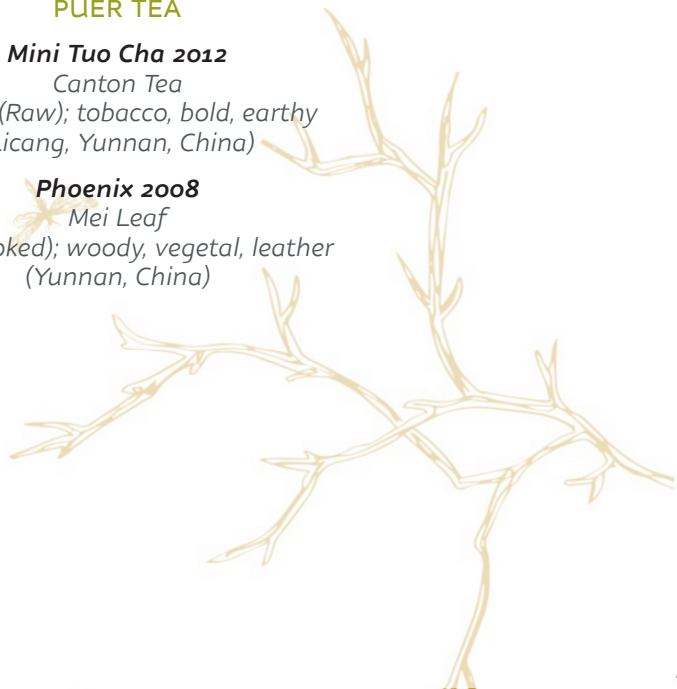 PUER TEA
Mini Tuo Cha 2012
Canton Tea
(Raw); tobacco, bold, earthy
Yunnan, China)
Phoenix 2008
Mei Leaf
woody, vegetal, leather
(Yunnan, China)